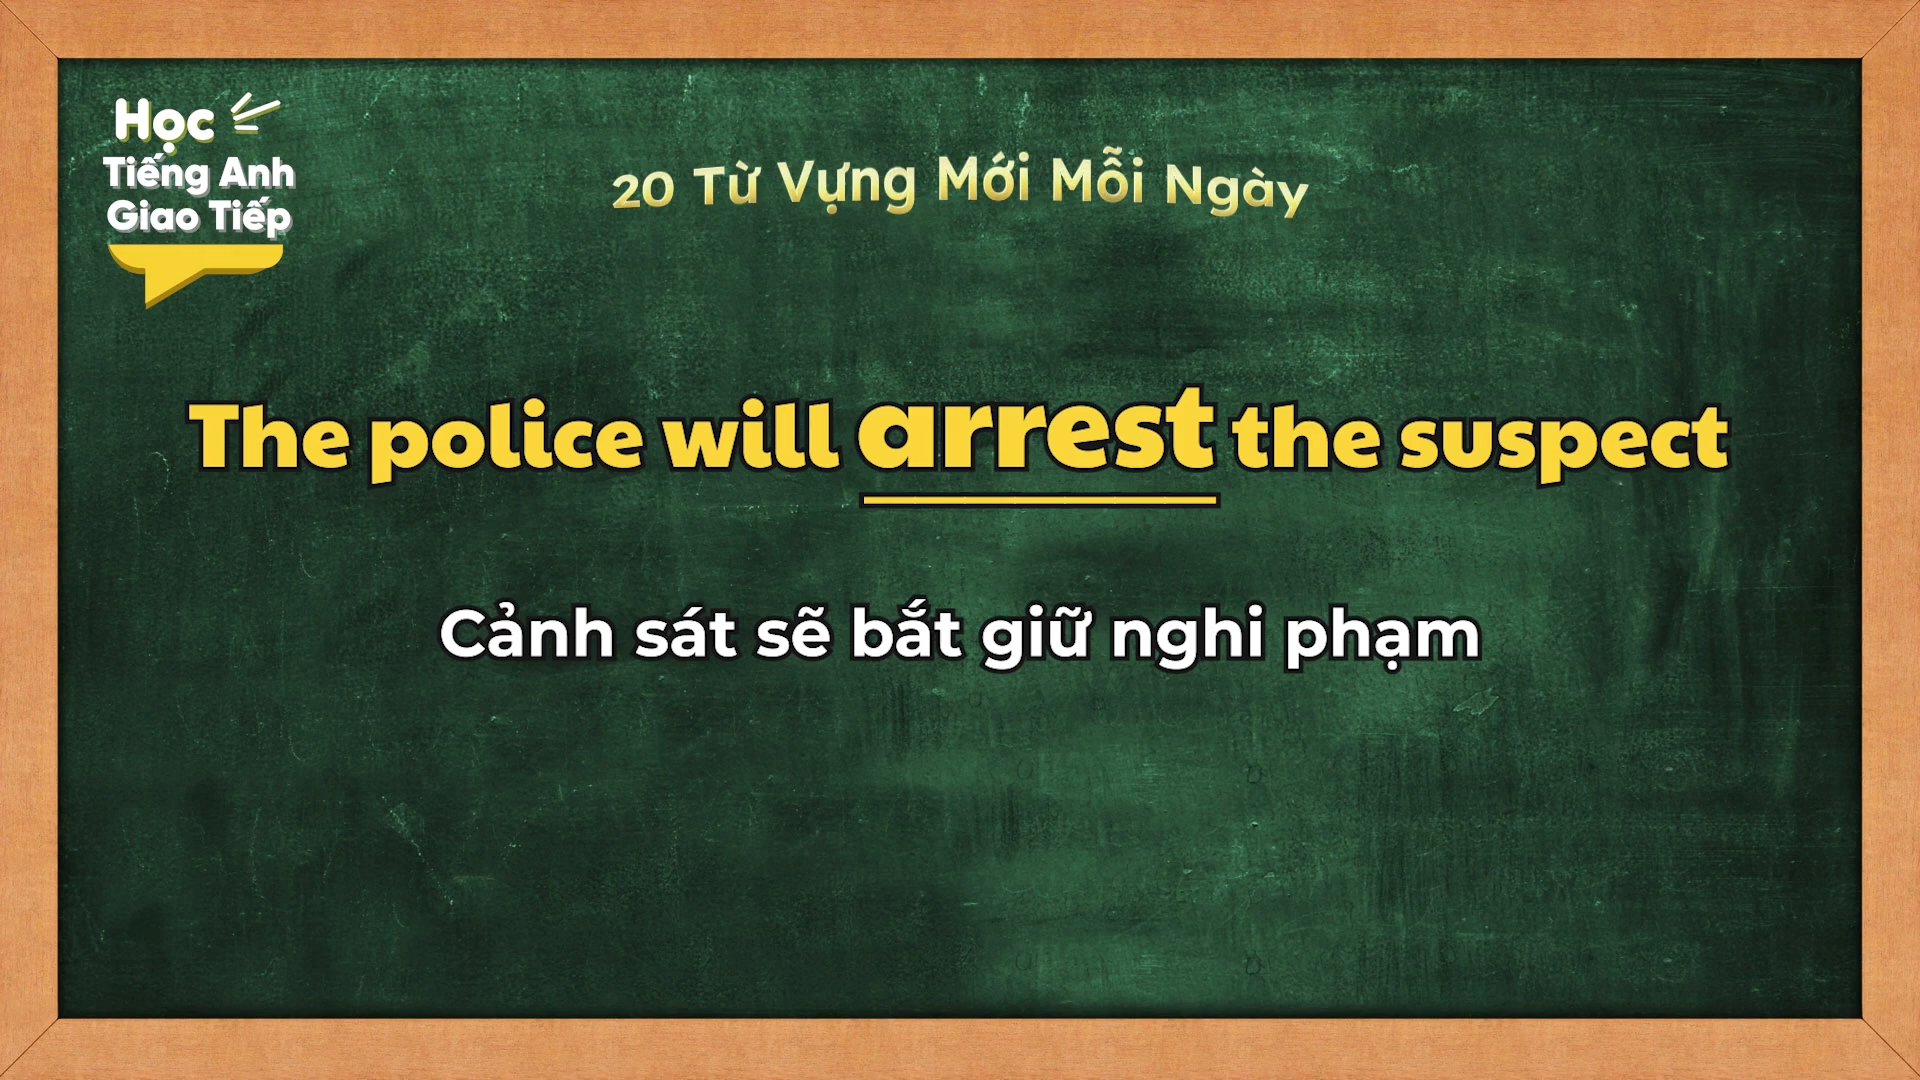 Học
Tiếng Anh
Giao Tiếp
20 Từ Vựng Mới Mỗi Ngày
The police will arrest the suspect
Cảnh sát sẽ bắt giữ nghi phạm